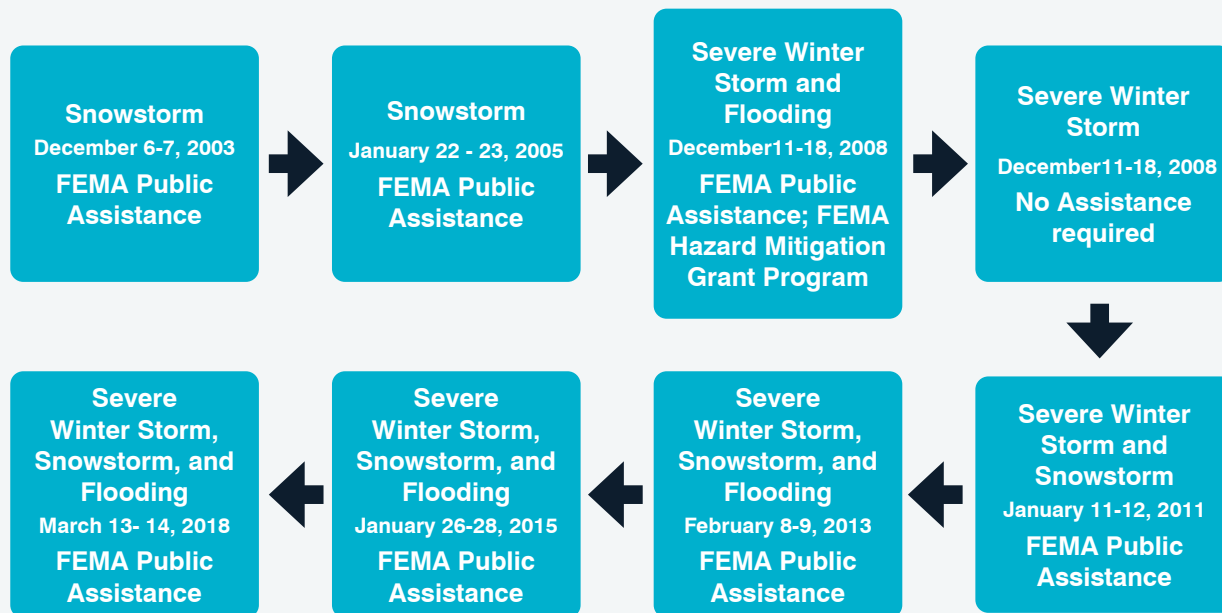 Snowstorm
December 6-7, 2003
FEMA Public
Assistance
Snowstorm
January 22 - 23, 2005
FEMA Public
Assistance
Severe Winter
Storm and
Flooding
December11-18, 2008
FEMA Public
Assistance; FEMA
Hazard Mitigation
Grant Program
Severe Winter
Storm
December11-18, 2008
No Assistance
required
Severe Winter
Storm and
Snowstorm
January 11-12, 2011
FEMA Public
Assistance
Severe
Winter Storm,
Snowstorm, and
Flooding
February 8-9, 2013
FEMA Public
Assistance
Severe
Winter Storm,
Snowstorm, and
Flooding
January 26-28, 2015
FEMA Public
Assistance
Severe
Winter Storm,
Snowstorm, and
Flooding
March 13- 14, 2018
FEMA Public
Assistance